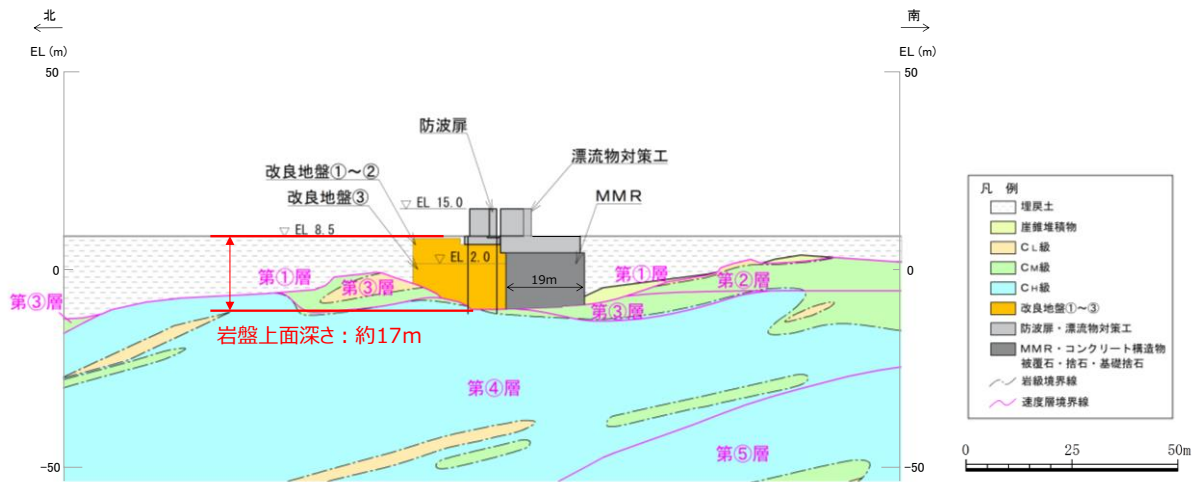 北
南
EL (m)
EL (m)
50
50
防波扉
漂流物対策工
改良地盤①～②
改良地盤③
MMR
▽ EL 15.0
▽ EL 8.5
▽ EL 2.0
0
0
19m
第①層
第③層
第③層
第①層
第②層
第③層
岩盤上面深さ：約17m
第④層
第⑤層
-50
-50
凡 例
埋戻土
崖錐堆積物
CL級
CM級
CH級
改良地盤①～③
防波扉・漂流物対策工
MMR・コンクリート構造物
被覆石・捨石・基礎捨石
岩級境界線
速度層境界線
0 25 50m